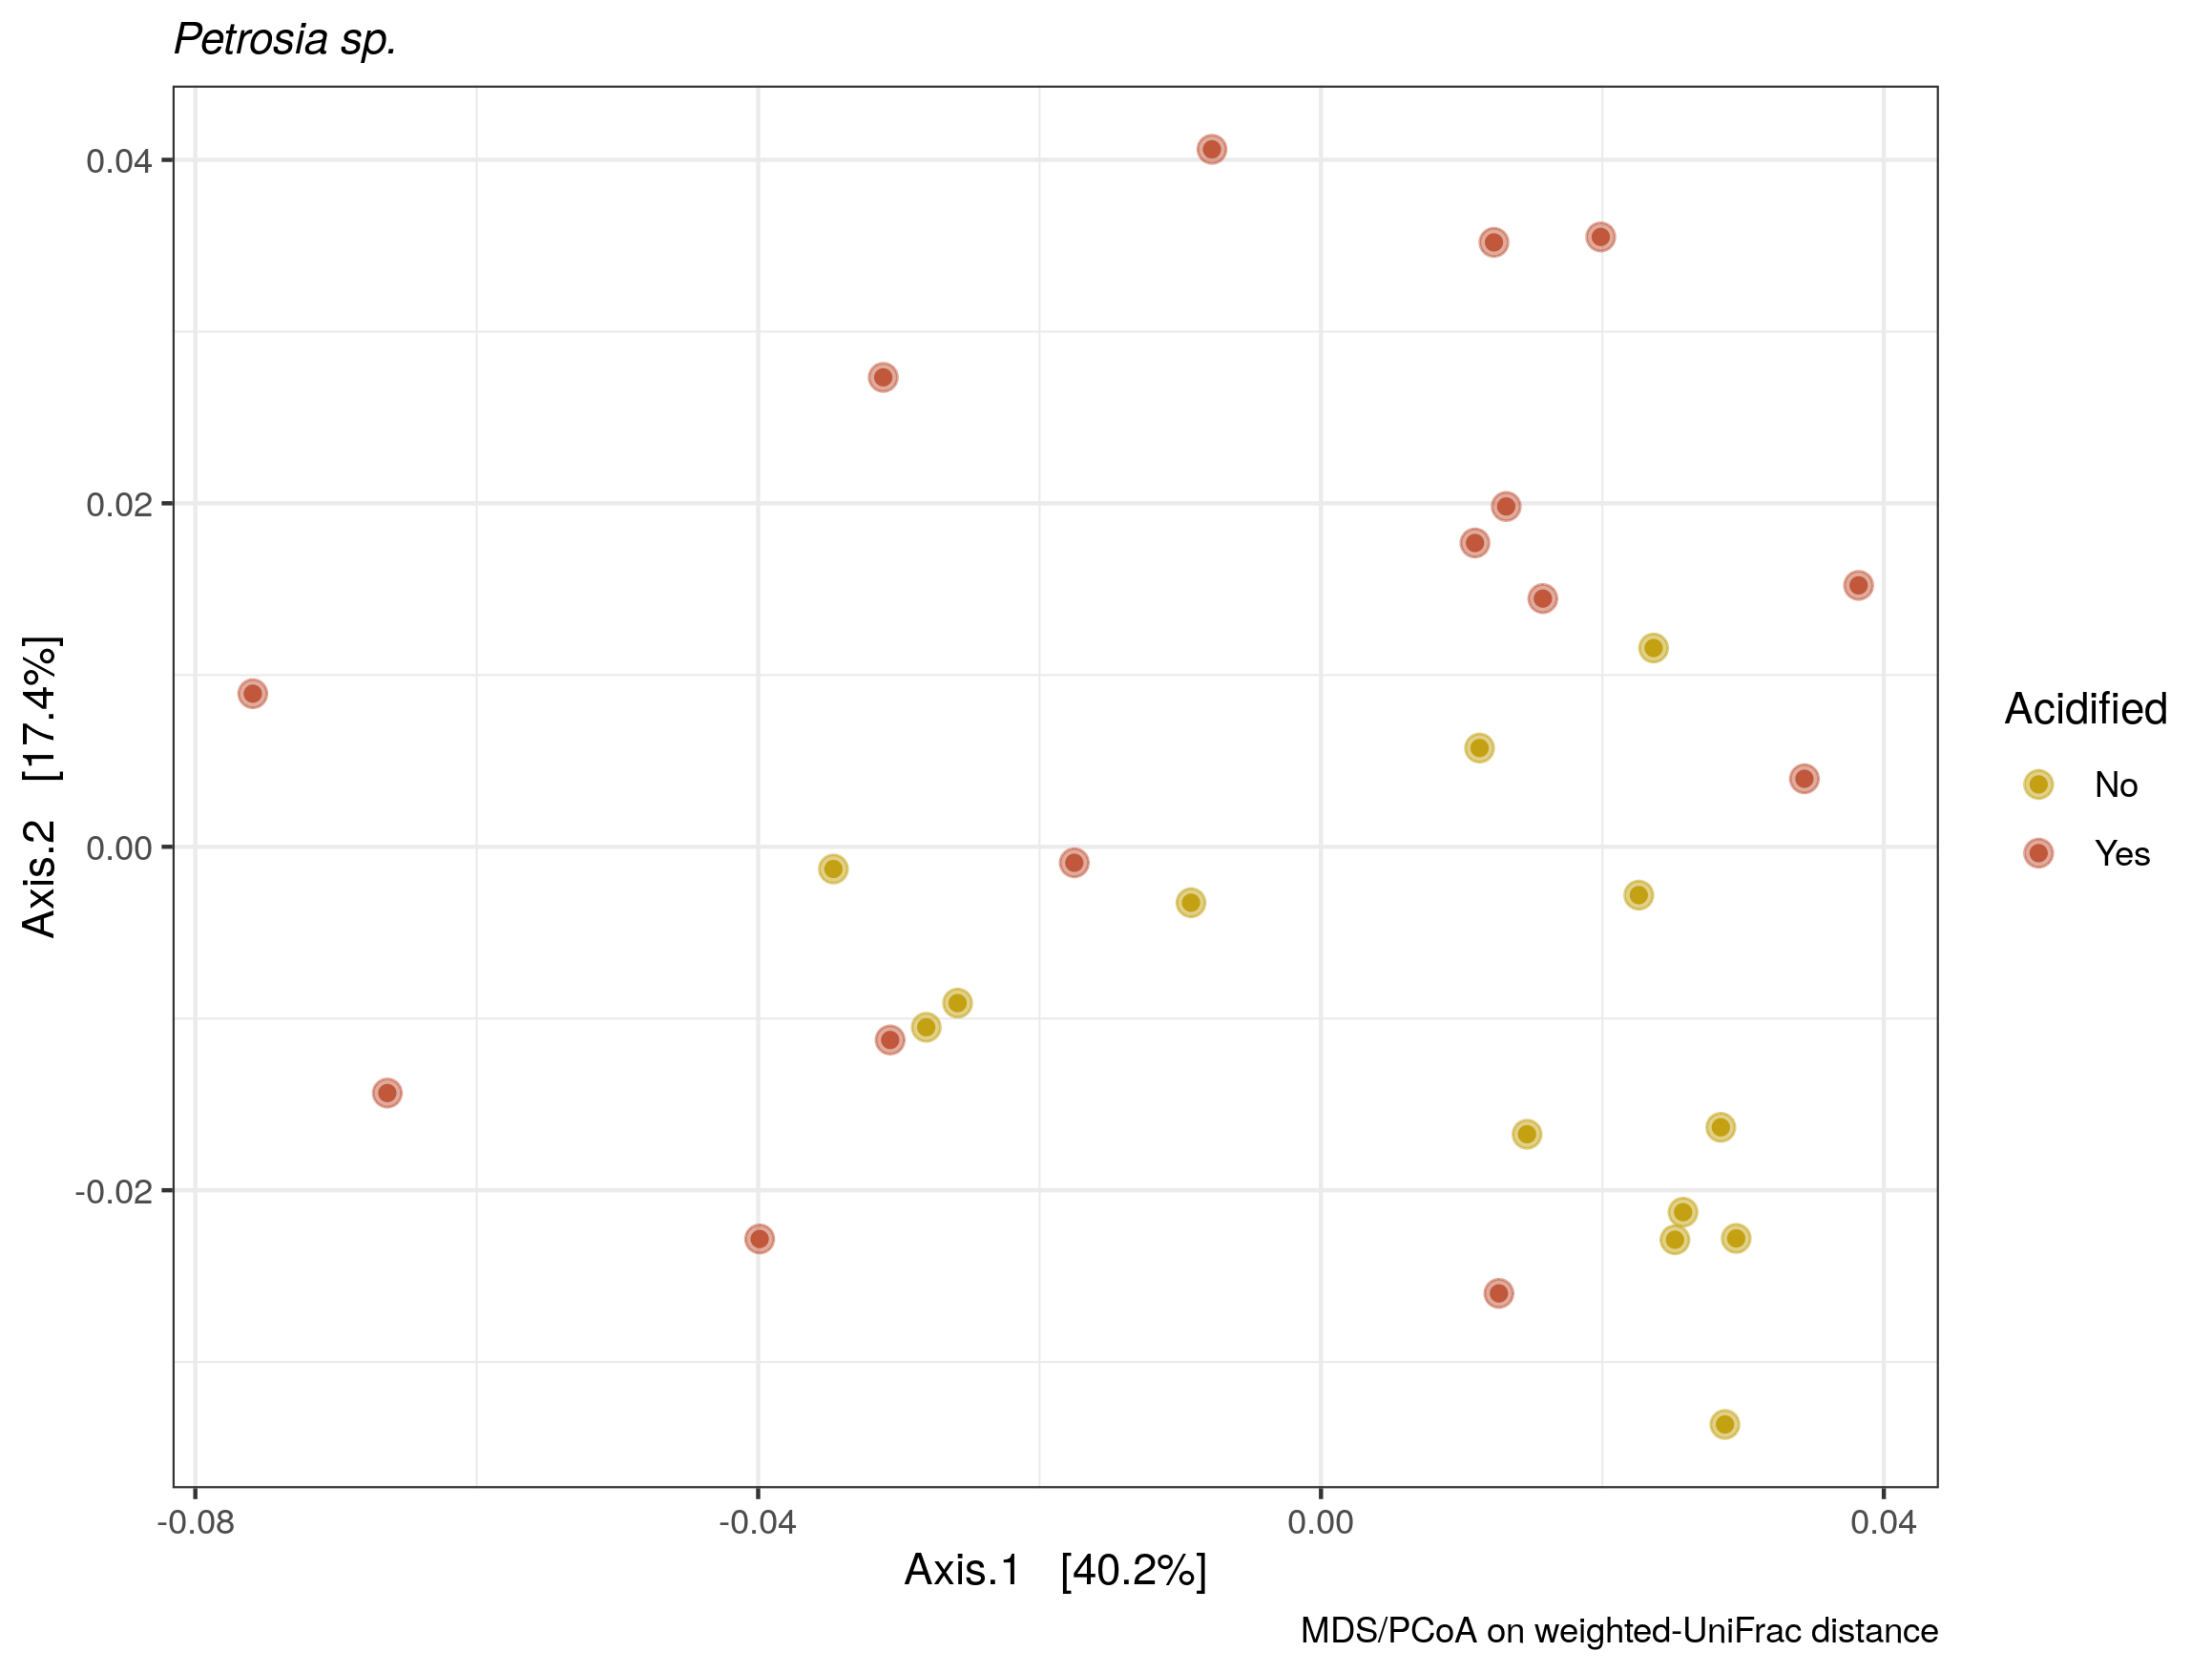 Petrosia sp.
0.04
0.02
0.00
-0.02
Axis.2 [17.4%]
-0.08
-0.04
0.00
0.04
Axis.1 [40.2%]
MDS/PCoA on weighted-UniFrac distance
Acidified
No
Yes